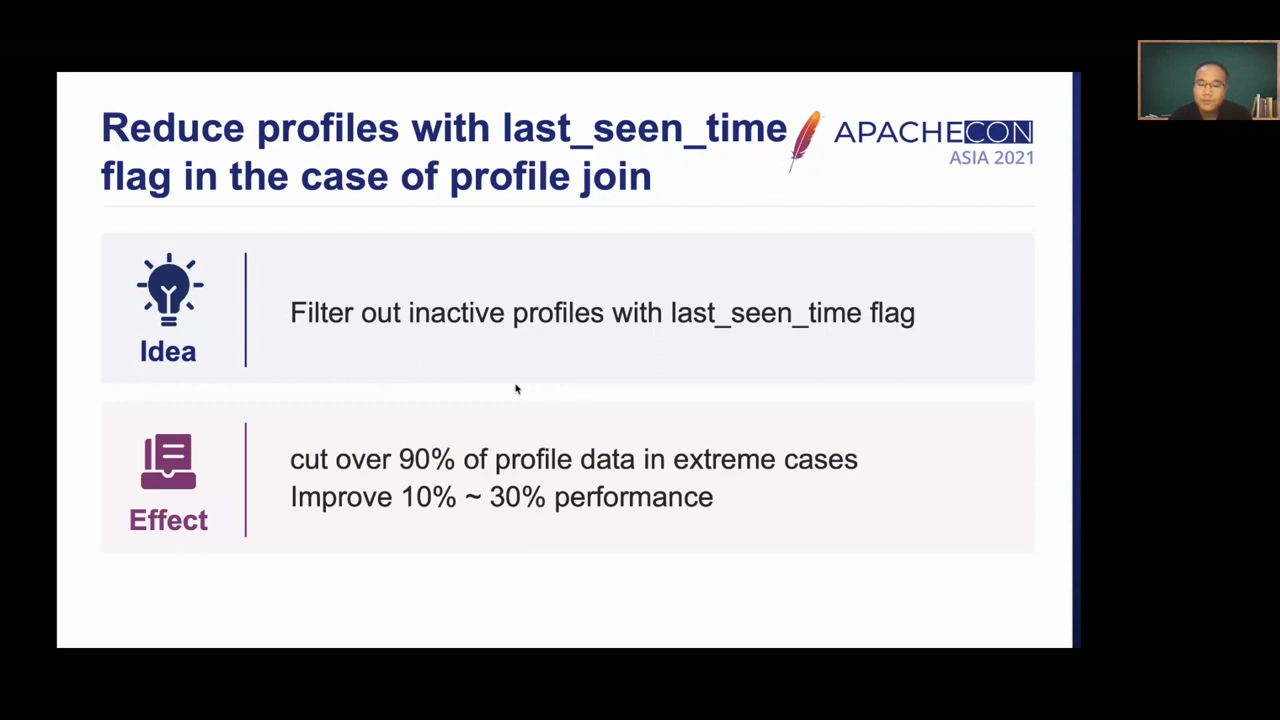 Reduce profiles with last_seen_time
flag in the case of profile join
APACHECON
ASIA 2021
Idea
Filter out inactive profiles with last_seen_time flag
Effect
cut over 90% of profile data in extreme cases
Improve 10% ~ 30% performance